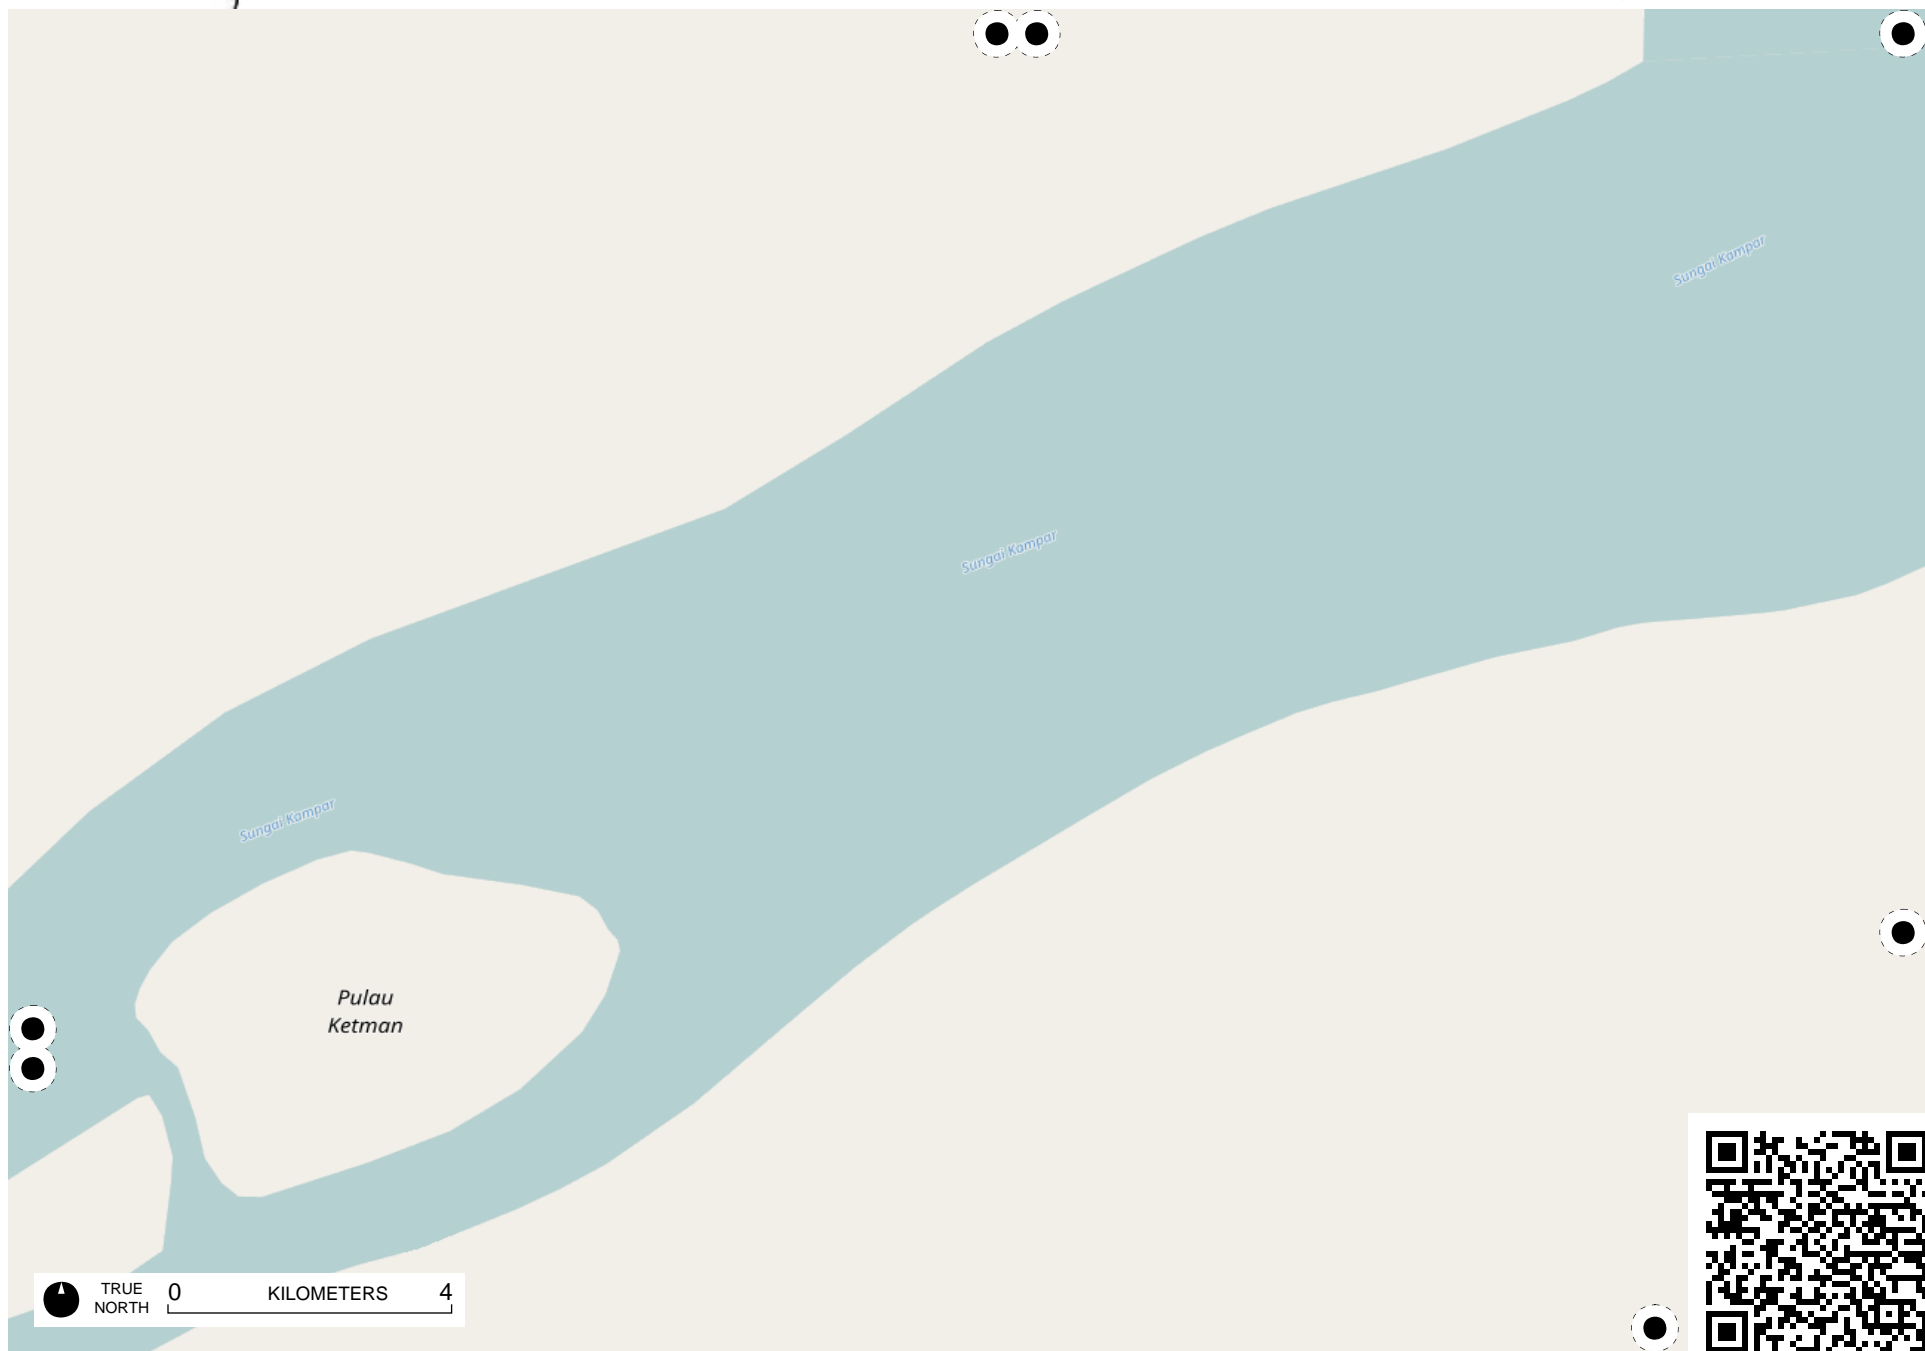 Sungai Kampar
Sungai Kampar
Sungai Kampar
Pulau
Ketman
TRUE
NORTH
0 KILOMETERS 4